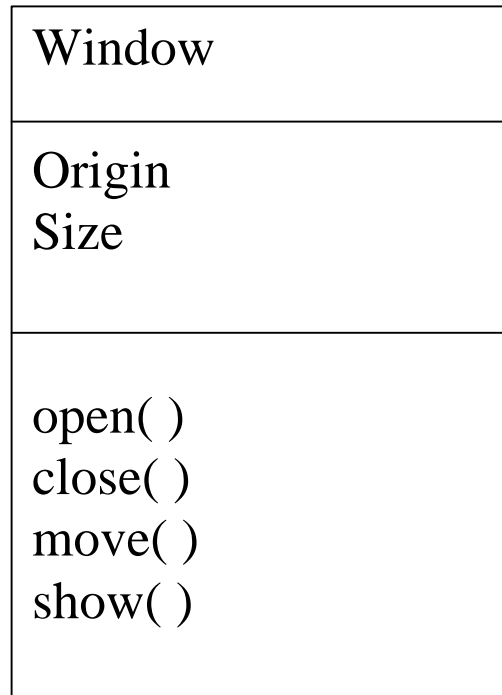 Window
Origin
Size
open( )
close( )
move( )
show( )